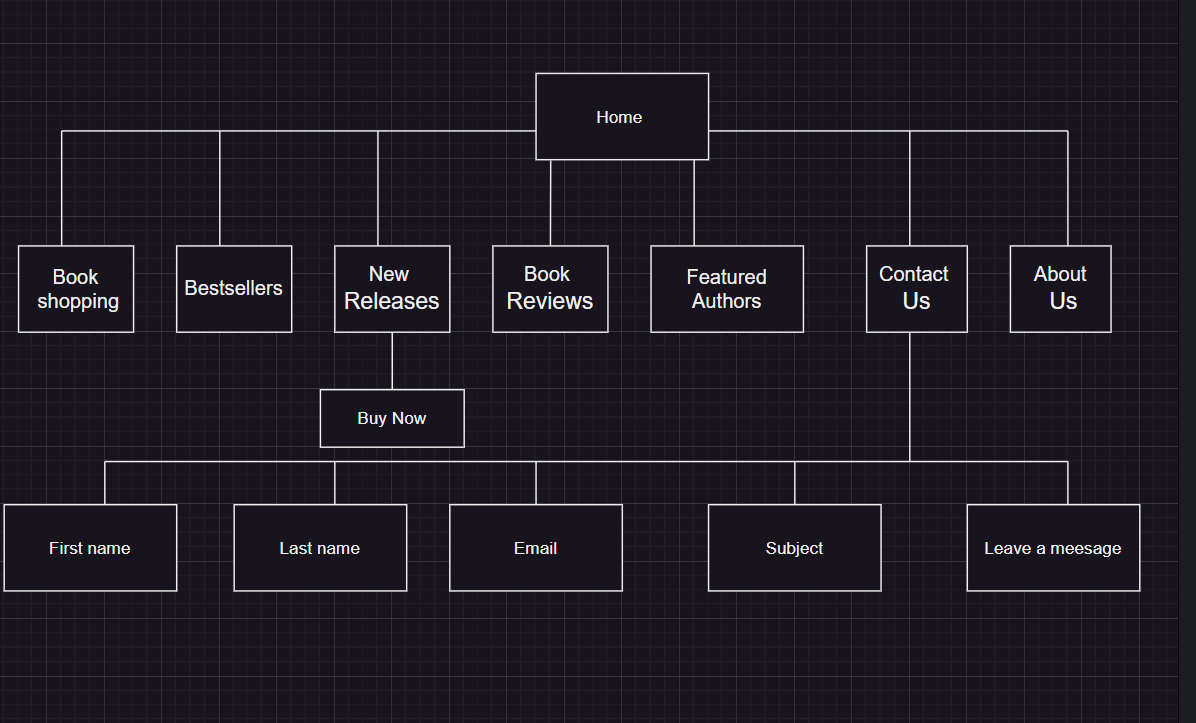 Home
Book
shopping
Bestsellers
New
Releases
Book
Reviews
Featured
Authors
Contact
Us
About
Us
Buy Now
First name
Last name
Email
Subject
Leave a meesage